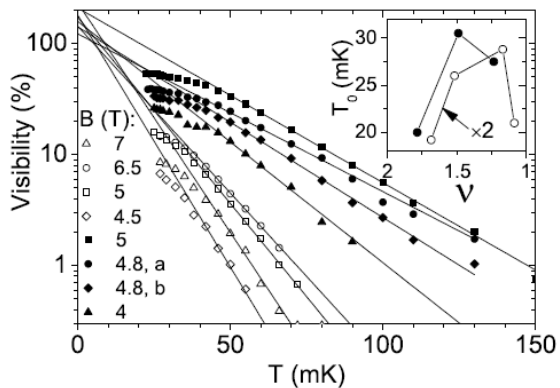 Visibility (%)
100
10
1
B (T):
△ 7
○ 6.5
□ 5
◇ 4.5
■ 5
● 4.8, a
◆ 4.8, b
▲ 4
0
50
100
150
T (mK)
T₀ (mK)
30
25
20
×2
2.0
1.5
1
ν